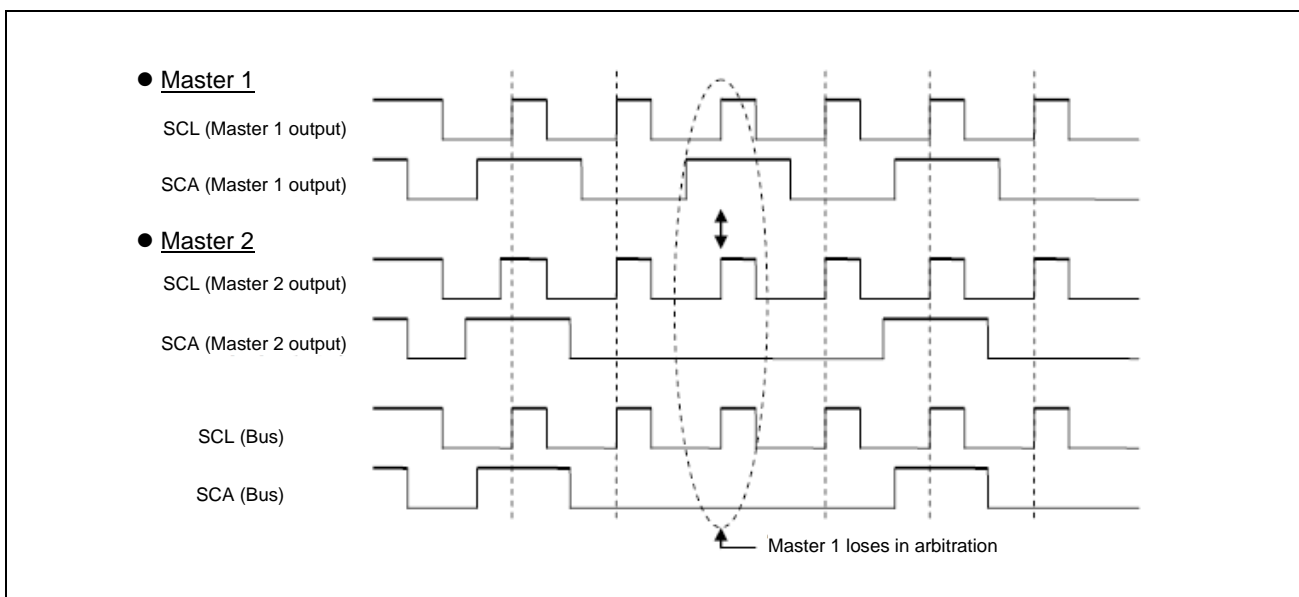 ● Master 1
SCL (Master 1 output)
SCA (Master 1 output)
● Master 2
SCL (Master 2 output)
SCA (Master 2 output)
SCL (Bus)
SCA (Bus)
Master 1 loses in arbitration